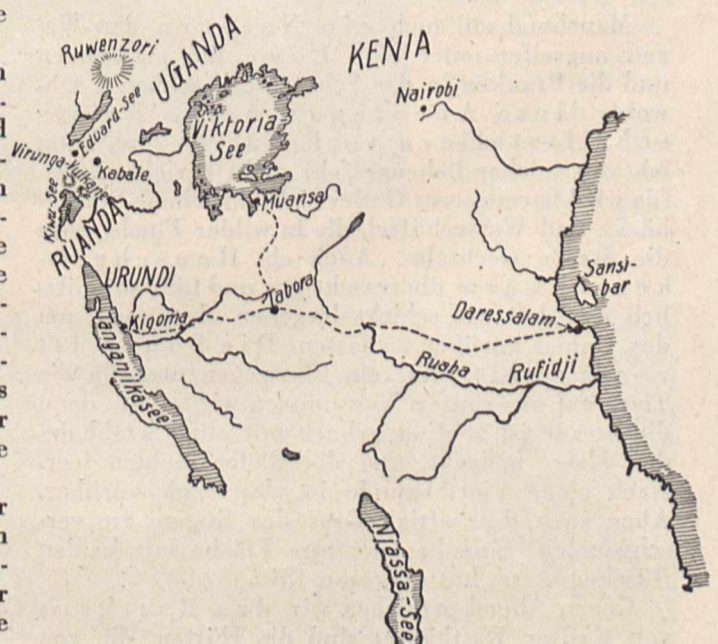 Ruwenzori
UGANDA
KENIA
Nairobi
Viktoria
See
Eduard-See
Virunga-Vulkane
Kabale
Kiwu-See
Muansa
RUANDA
URUNDI
Sansi-
bar
Tabora
Kigoma
Daressalam
Tanganjikasee
Ruaha
Rufidji
Njassa See